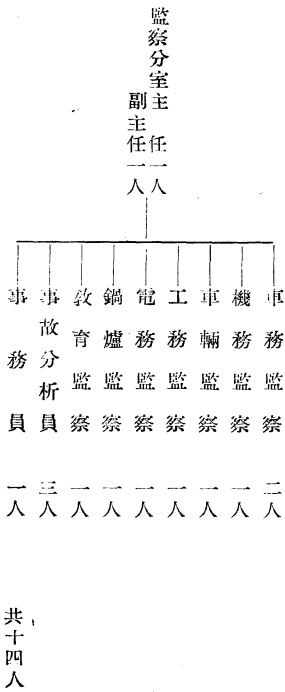 監察分室主任一人
副主任一人
車務監察 二人
機務監察 一人
車輛監察 一人
工務監察 一人
電務監察 一人
鍋爐監察 一人
教育監察 一人
事故分析員 三人
事務員 一人
共十四人